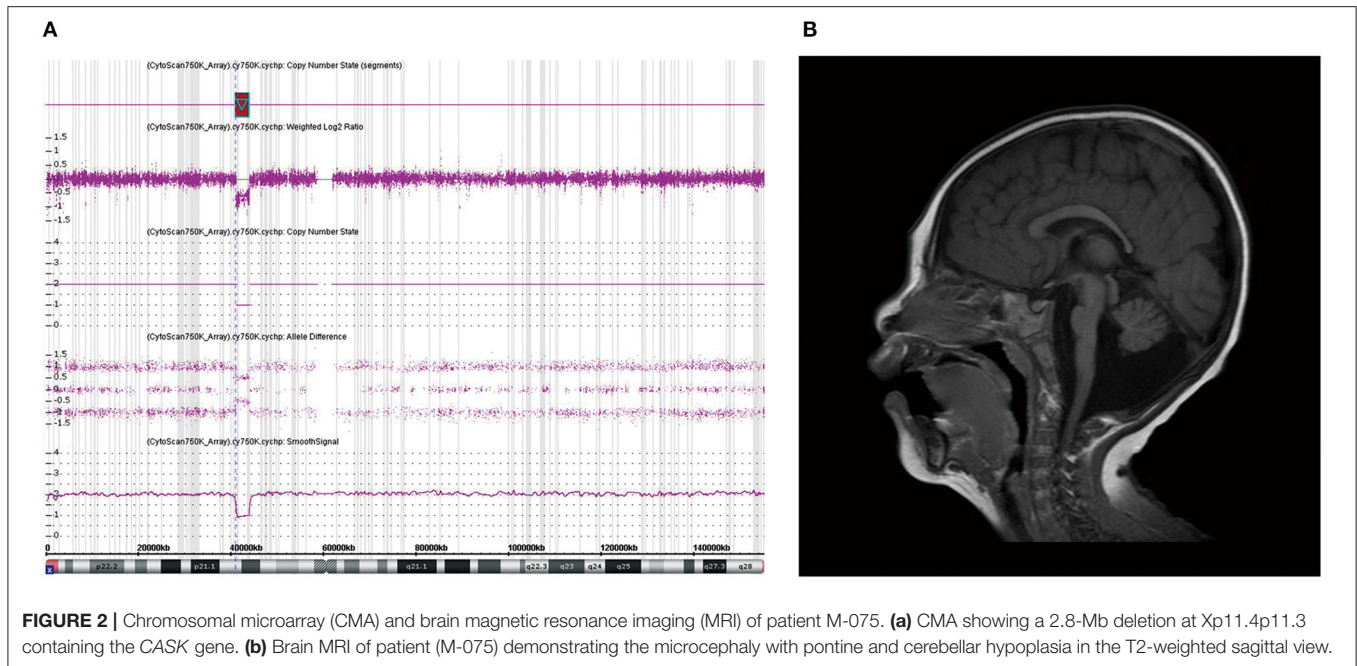 A
B
(CytoScan750K_Array).cy750K.cychp: Copy Number State (segments)
(CytoScan750K_Array).cy750K.cychp: Weighted Log2 Ratio
1.5
1
0.5
0
-0.5
-1
-1.5
(CytoScan750K_Array).cy750K.cychp: Copy Number State
4
3
2
1
0
(CytoScan750K_Array).cy750K.cychp: Allele Difference
1.5
1
0.5
0
-0.5
-1
-1.5
(CytoScan750K_Array).cy750K.cychp: SmoothSignal
4
3
2
1
0
0 20000kb 40000kb 60000kb 80000kb 100000kb 120000kb 140000kb
X p22.2 p21.1 q21.1 q22.3 q23 q24 q25 q27.3 q28
FIGURE 2 | Chromosomal microarray (CMA) and brain magnetic resonance imaging (MRI) of patient M-075. (a) CMA showing a 2.8-Mb deletion at Xp11.4p11.3
containing the CASK gene. (b) Brain MRI of patient (M-075) demonstrating the microcephaly with pontine and cerebellar hypoplasia in the T2-weighted sagittal view.